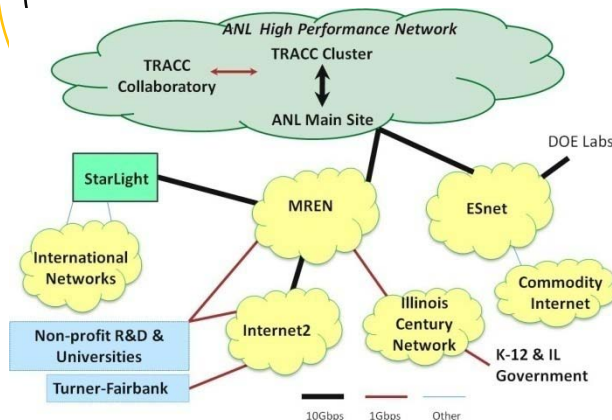 ANL High Performance Network
TRACC Cluster
TRACC
Collaboratory
ANL Main Site
DOE Labs
StarLight
MREN
ESnet
International
Networks
Commodity
Internet
Illinois
Century
Network
Internet2
Non-profit R&D &
Universities
K-12 & IL
Government
Turner-Fairbank
10Gbps
1Gbps
Other